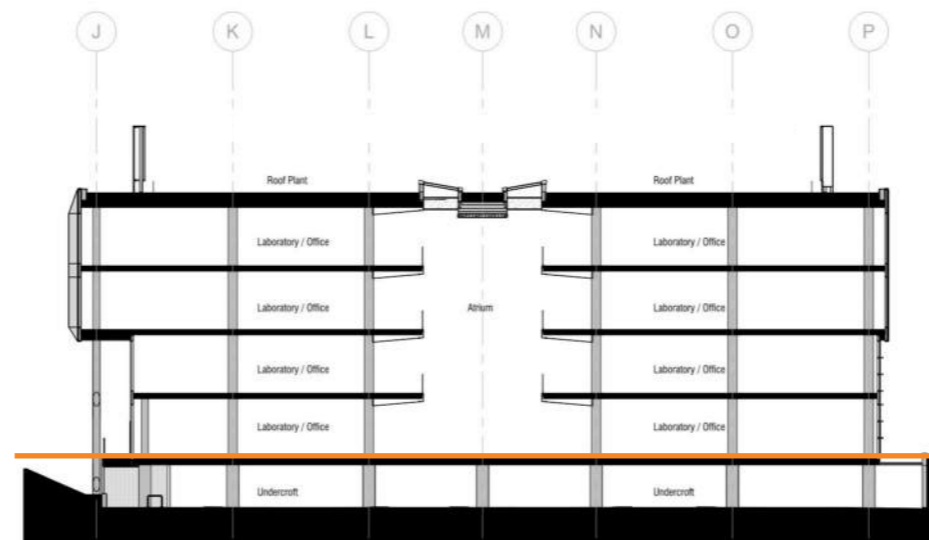 J K L M N O P
Roof Plant Roof Plant
Laboratory / Office Laboratory / Office
Laboratory / Office Atrium Laboratory / Office
Laboratory / Office Laboratory / Office
Laboratory / Office Laboratory / Office
Undercroft Undercroft